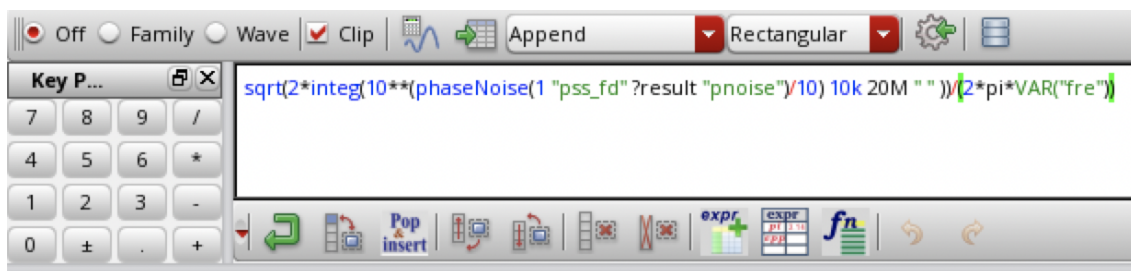 Off Family Wave Clip Append Rectangular
Key P...
sqrt(2*integ(10**(phaseNoise(1 "pss_fd" ?result "pnoise")/10) 10k 20M " " ))/(2*pi*VAR("fre"))
7 8 9 /
4 5 6 *
1 2 3 -
0 ± . +
Pop
&
insert
expr
expr
fn